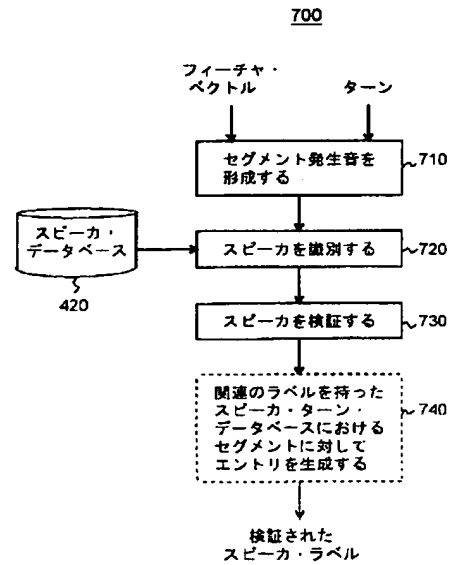 700
フィーチャ・
ベクトル
ターン
セグメント発生音を
形成する
710
スピーカ・
データベース
420
スピーカを識別する
720
スピーカを検証する
730
関連のラベルを持った
スピーカ・ターン・
データベースにおける
セグメントに対して
エントリを生成する
740
検証された
スピーカ・ラベル